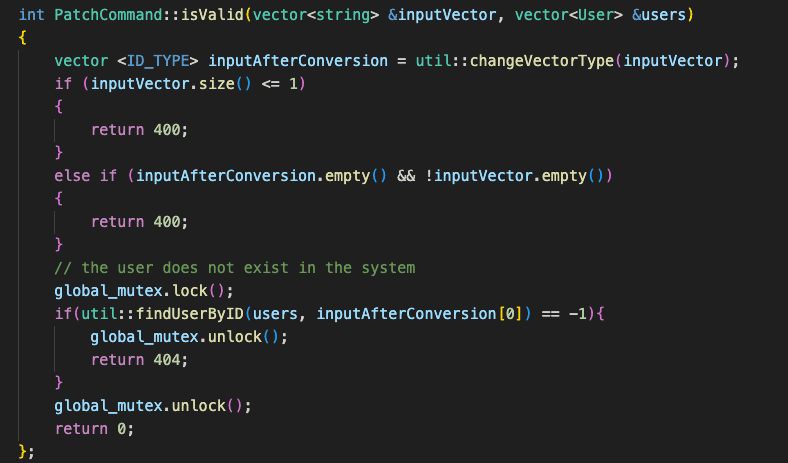 int PatchCommand::isValid(vector<string> &inputVector, vector<User> &users)
{
    vector <ID_TYPE> inputAfterConversion = util::changeVectorType(inputVector);
    if (inputVector.size() <= 1)
    {
        return 400;
    }
    else if (inputAfterConversion.empty() && !inputVector.empty())
    {
        return 400;
    }
    // the user does not exist in the system
    global_mutex.lock();
    if(util::findUserByID(users, inputAfterConversion[0]) == -1){
        global_mutex.unlock();
        return 404;
    }
    global_mutex.unlock();
    return 0;
};